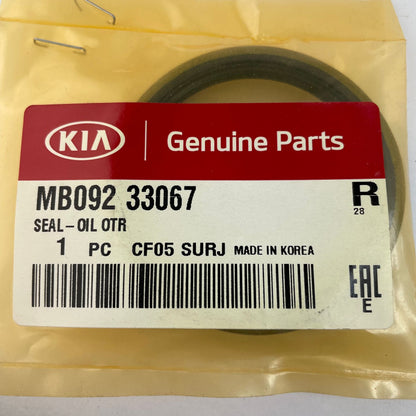 KIA Genuine Parts
MB092 33067 R
28
SEAL-OIL OTR
1 PC CF05 SURJ MADE IN KOREA
EAC
E